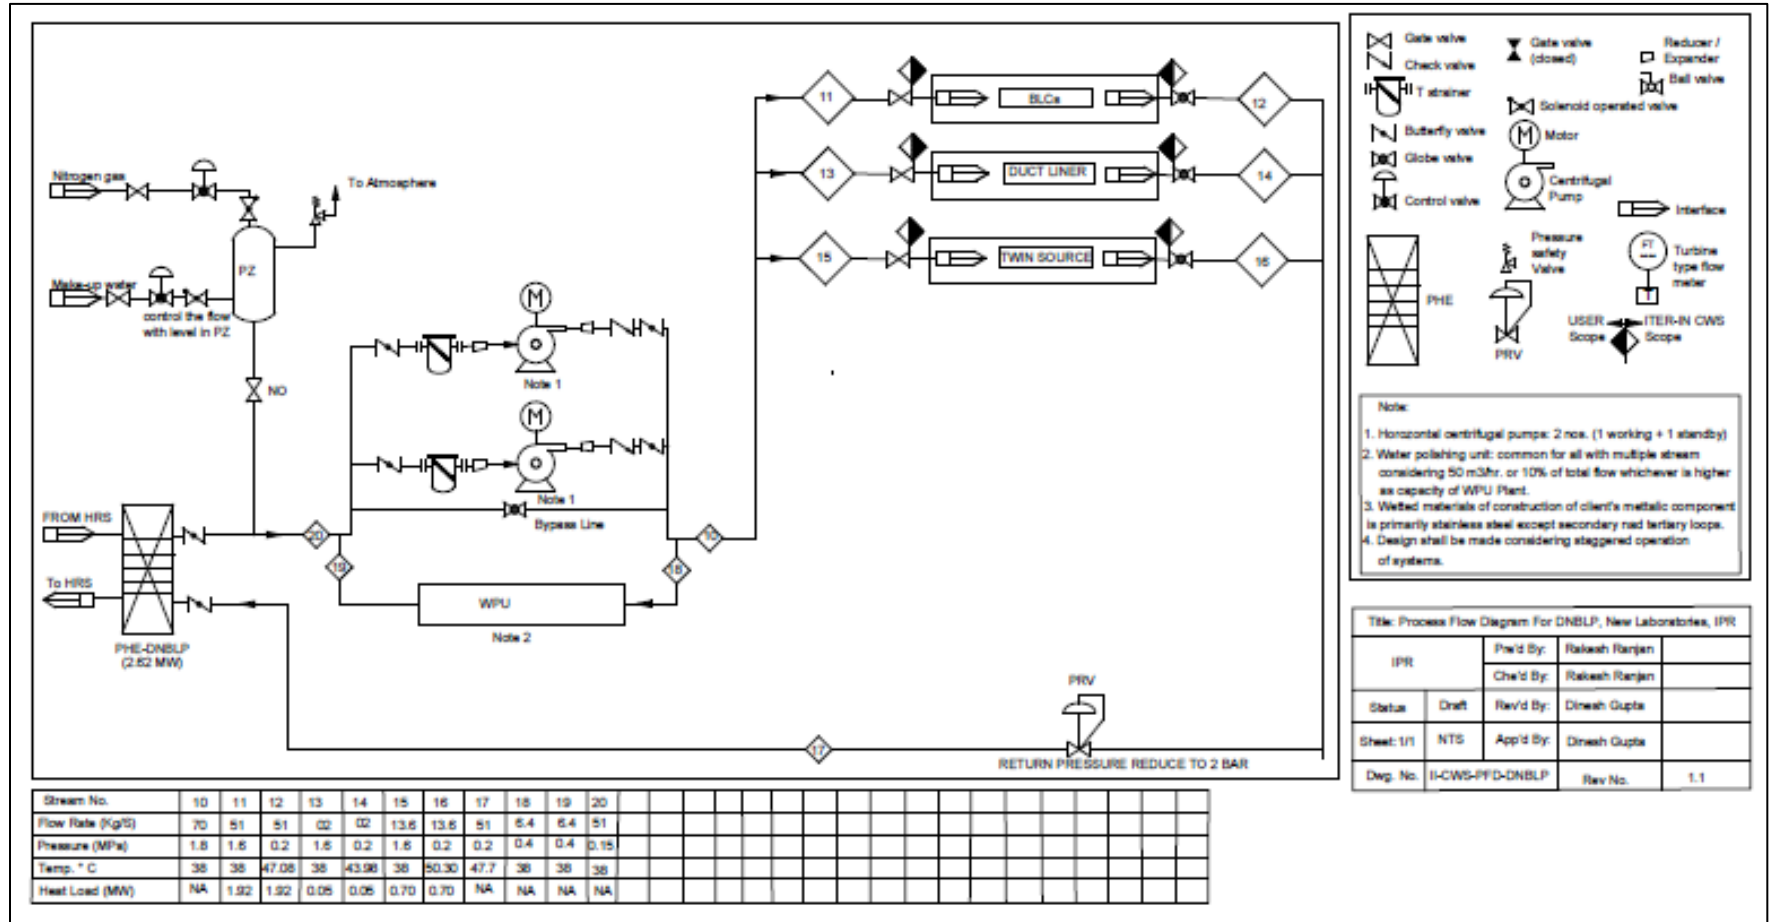 Nitrogen gas
To Atmosphere
PZ
Make-up water
control the flow
with level in PZ
NO
M
Note 1
M
Note 1
Bypass Line
FROM HRS
To HRS
PHE-DNBLP
(2.62 MW)
20
19
18
10
WPU
Note 2
11
BLCs
12
13
DUCT LINER
14
15
TWIN SOURCE
16
PRV
17
RETURN PRESSURE REDUCE TO 2 BAR
Gate valve
Gate valve
(closed)
Reducer /
Expander
Check valve
Ball valve
T strainer
Solenoid operated valve
Butterfly valve
M
Motor
Globe valve
Centrifugal
Pump
Control valve
Interface
PHE
Pressure
safety
Valve
FT
Turbine
type flow
meter
T
PRV
USER
Scope
ITER-IN CWS
Scope
Note:
1. Horozontal centrifugal pumps: 2 nos. (1 working + 1 standby)
2. Water polishing unit: common for all with multiple stream
considering 50 m3/hr. or 10% of total flow whichever is higher
as capacity of WPU Plant.
3. Wetted materials of construction of client's mettalic component
is primarily stainless steel except secondary nad tertiary loops.
4. Design shall be made considering staggered operation
of systems.
Title: Process Flow Diagram For DNBLP, New Laboratories, IPR
IPR
Pre'd By: Rakesh Ranjan
Che'd By: Rakesh Ranjan
Status Draft Rev'd By: Dinesh Gupta
Sheet: 1/1 NTS App'd By: Dinesh Gupta
Dwg. No. II-CWS-PFD-DNBLP Rev No. 1.1
Stream No. 10 11 12 13 14 15 16 17 18 19 20
Flow Rate (Kg/S) 70 51 51 02 02 13.6 13.6 51 6.4 6.4 51
Pressure (MPa) 1.8 1.6 0.2 1.6 0.2 1.6 0.2 0.2 0.4 0.4 0.15
Temp. ° C 38 38 47.08 38 43.98 38 50.30 47.7 38 38 38
Heat Load (MW) NA 1.92 1.92 0.05 0.05 0.70 0.70 NA NA NA NA